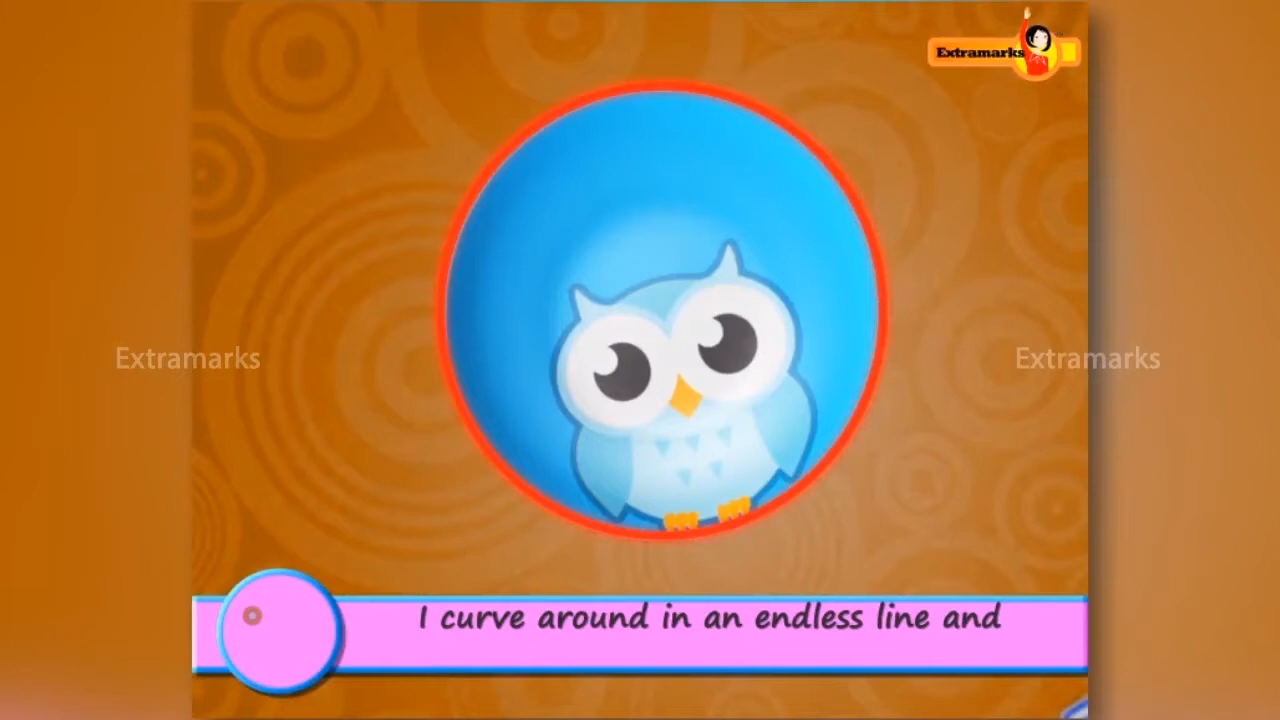 Extramarks
Extramarks
Extramarks
I curve around in an endless line and